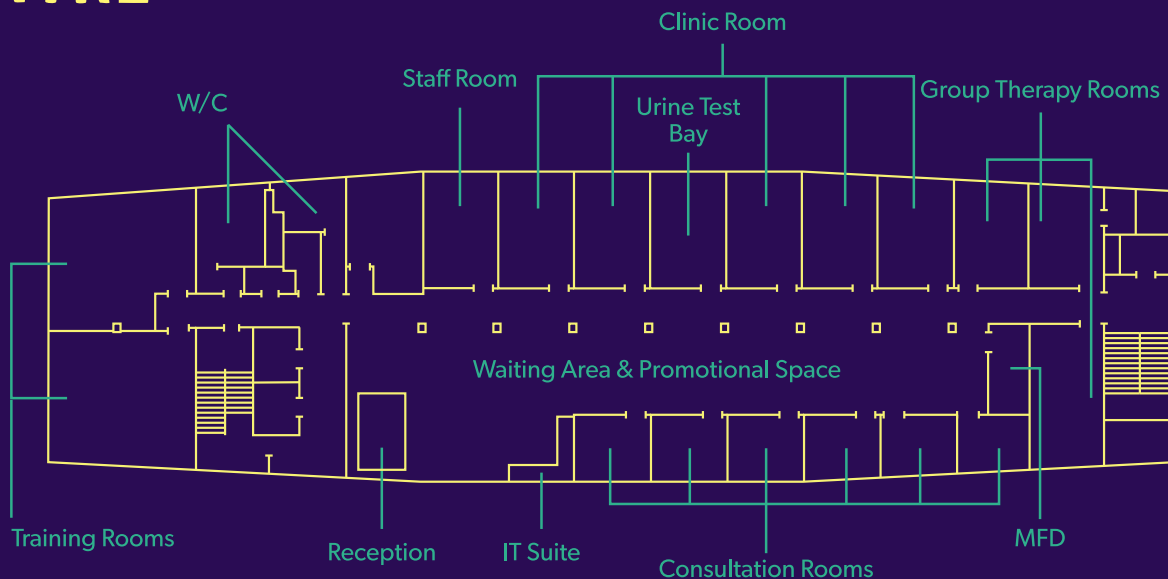 Clinic Room
Staff Room
Group Therapy Rooms
W/C
Urine Test
Bay
Waiting Area & Promotional Space
Training Rooms
Reception
IT Suite
Consultation Rooms
MFD